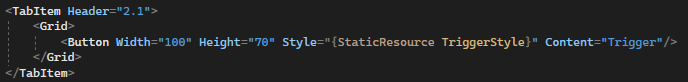 <TabItem Header="2.1">
    <Grid>
        <Button Width="100" Height="70" Style="{StaticResource TriggerStyle}" Content="Trigger"/>
    </Grid>
</TabItem>